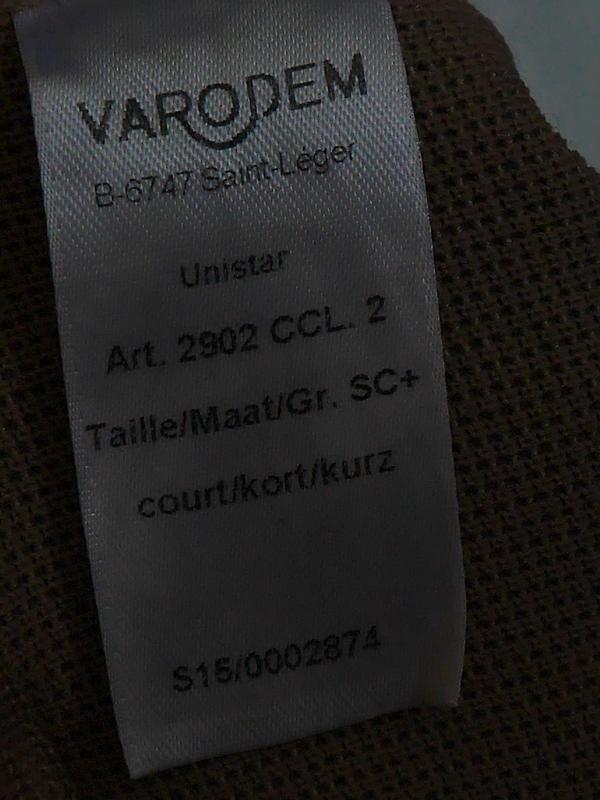 VARODEM
B-6747 Saint-Léger
Unistar
Art. 2902 CCL. 2
Taille/Maat/Gr. SC+
court/kort/kurz
S15/0002874